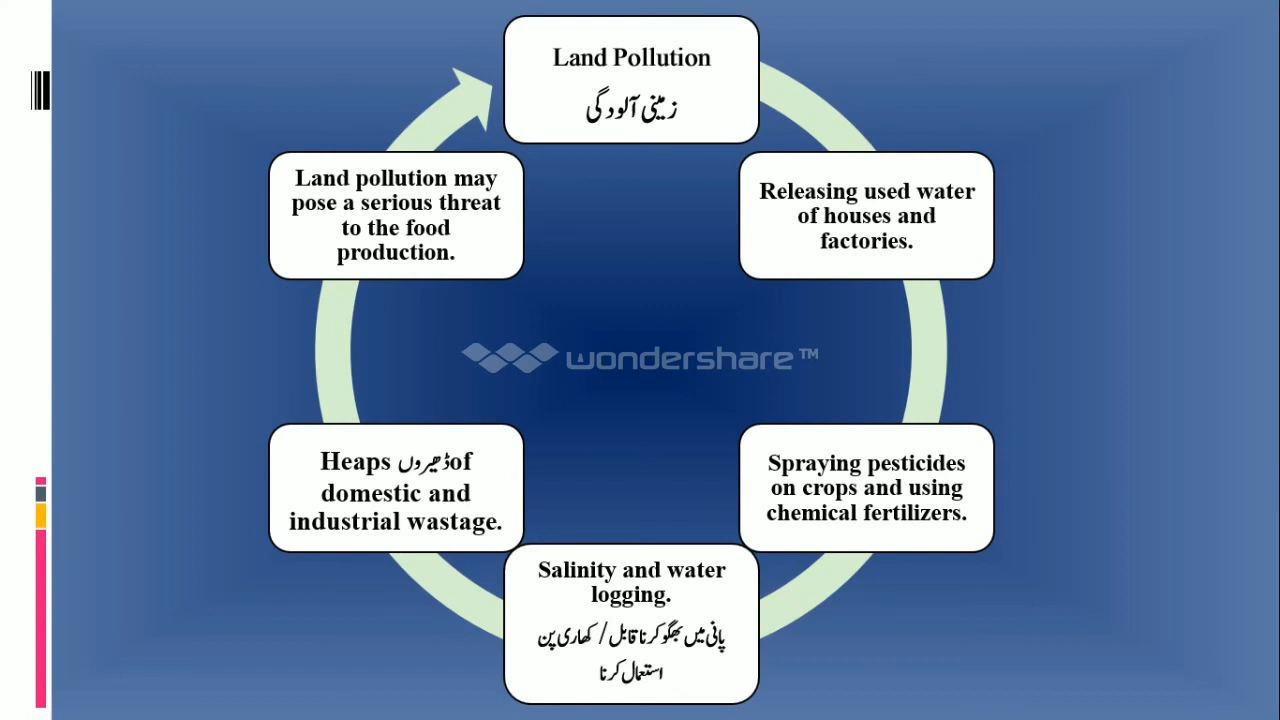 Land Pollution
زمینی آلودگی
Releasing used water
of houses and
factories.
Spraying pesticides
on crops and using
chemical fertilizers.
Salinity and water
logging.
پانی میں بھگو کر نا قابل / کھاری پن
استعمال کرنا
Heaps ڈھیروں of
domestic and
industrial wastage.
Land pollution may
pose a serious threat
to the food
production.
wondershare™